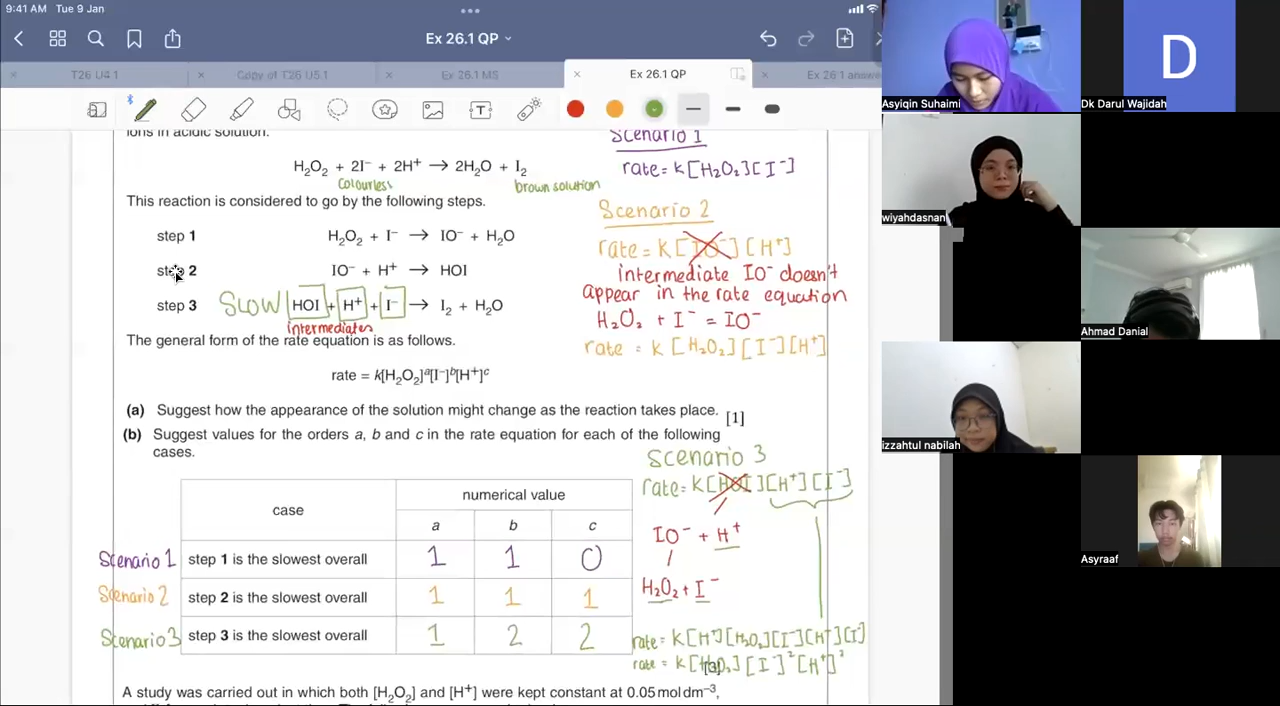 9:41 AM Tue 9 Jan
Ex 26.1 QP
T26 U4 1
Copy of T26 U5.1
Ex 26.1 MS
Ex 26.1 QP
Ex 26.1 answe
ions in acidic solution.
H₂O₂ + 2I⁻ + 2H⁺ → 2H₂O + I₂
colourless
brown solution
This reaction is considered to go by the following steps.
step 1 H₂O₂ + I⁻ → IO⁻ + H₂O
step 2 IO⁻ + H⁺ → HOI
step 3 SLOW HOI + H⁺ + I⁻ → I₂ + H₂O
intermediates
The general form of the rate equation is as follows.
rate = k[H₂O₂]ᵃ[I⁻]ᵇ[H⁺]ᶜ
(a) Suggest how the appearance of the solution might change as the reaction takes place. [1]
(b) Suggest values for the orders a, b and c in the rate equation for each of the following
cases.
case
numerical value
a b c
Scenario 1 step 1 is the slowest overall 1 1 0
Scenario 2 step 2 is the slowest overall 1 1 1
Scenario 3 step 3 is the slowest overall 1 2 2
[3]
A study was carried out in which both [H₂O₂] and [H⁺] were kept constant at 0.05 mol dm⁻³,
Scenario 1
rate = k[H₂O₂][I⁻]
Scenario 2
rate = k[IO⁻][H⁺]
intermediate IO⁻ doesn't
appear in the rate equation
H₂O₂ + I⁻ = IO⁻
rate = k[H₂O₂][I⁻][H⁺]
Scenario 3
rate = k[HOI][H⁺][I⁻]
IO⁻ + H⁺
H₂O₂ + I⁻
rate = k[H⁺][H₂O₂][I⁻][H⁺][I]
rate = k[H₂O₂][I⁻]²[H⁺]²
Asyiqin Suhaimi
D
Dk Darul Wajidah
wiyahdasnan
Ahmad Danial
izzahtul nabilah
Asyraaf